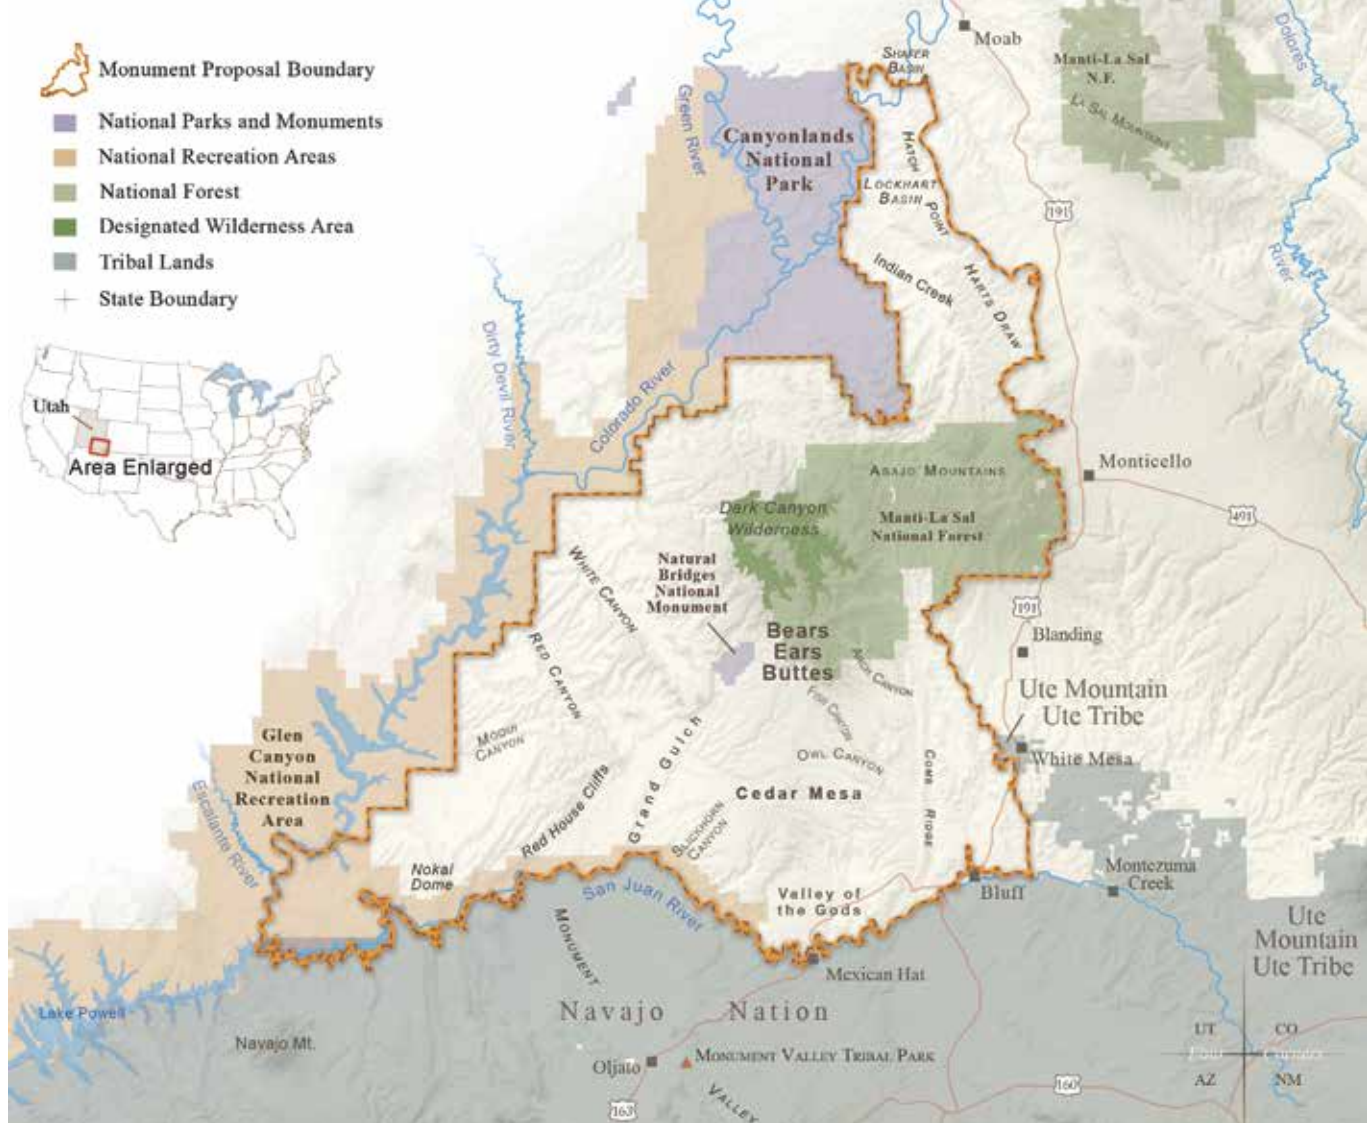 Monument Proposal Boundary
National Parks and Monuments
National Recreation Areas
National Forest
Designated Wilderness Area
Tribal Lands
State Boundary
Utah
Area Enlarged
Moab
SHAFER
BASIN
Manti-La Sal
N.F.
LA SAL MOUNTAINS
Dolores
River
Green River
Canyonlands
National
Park
HATCH
POINT
LOCKHART
BASIN
191
Indian Creek
HARTS DRAW
Dirty Devil River
Colorado River
ABAJO MOUNTAINS
Monticello
491
Dark Canyon
Wilderness
Manti-La Sal
National Forest
Natural
Bridges
National
Monument
WHITE CANYON
RED CANYON
Bears
Ears
Buttes
191
Blanding
ARCH CANYON
FISH CANYON
Ute Mountain
Ute Tribe
MOQUI
CANYON
Glen
Canyon
National
Recreation
Area
Escalante River
OWL CANYON
White Mesa
Cedar Mesa
COMB
RIDGE
Grand Gulch
Red House Cliffs
SLICKHORN
CANYON
Nokai
Dome
San Juan River
Valley of
the Gods
Bluff
Montezuma
Creek
MONUMENT
Mexican Hat
Ute
Mountain
Ute Tribe
Navajo Nation
Lake Powell
Navajo Mt.
UT CO
Four Corners
AZ NM
Oljato
MONUMENT VALLEY TRIBAL PARK
VALLEY
163
160